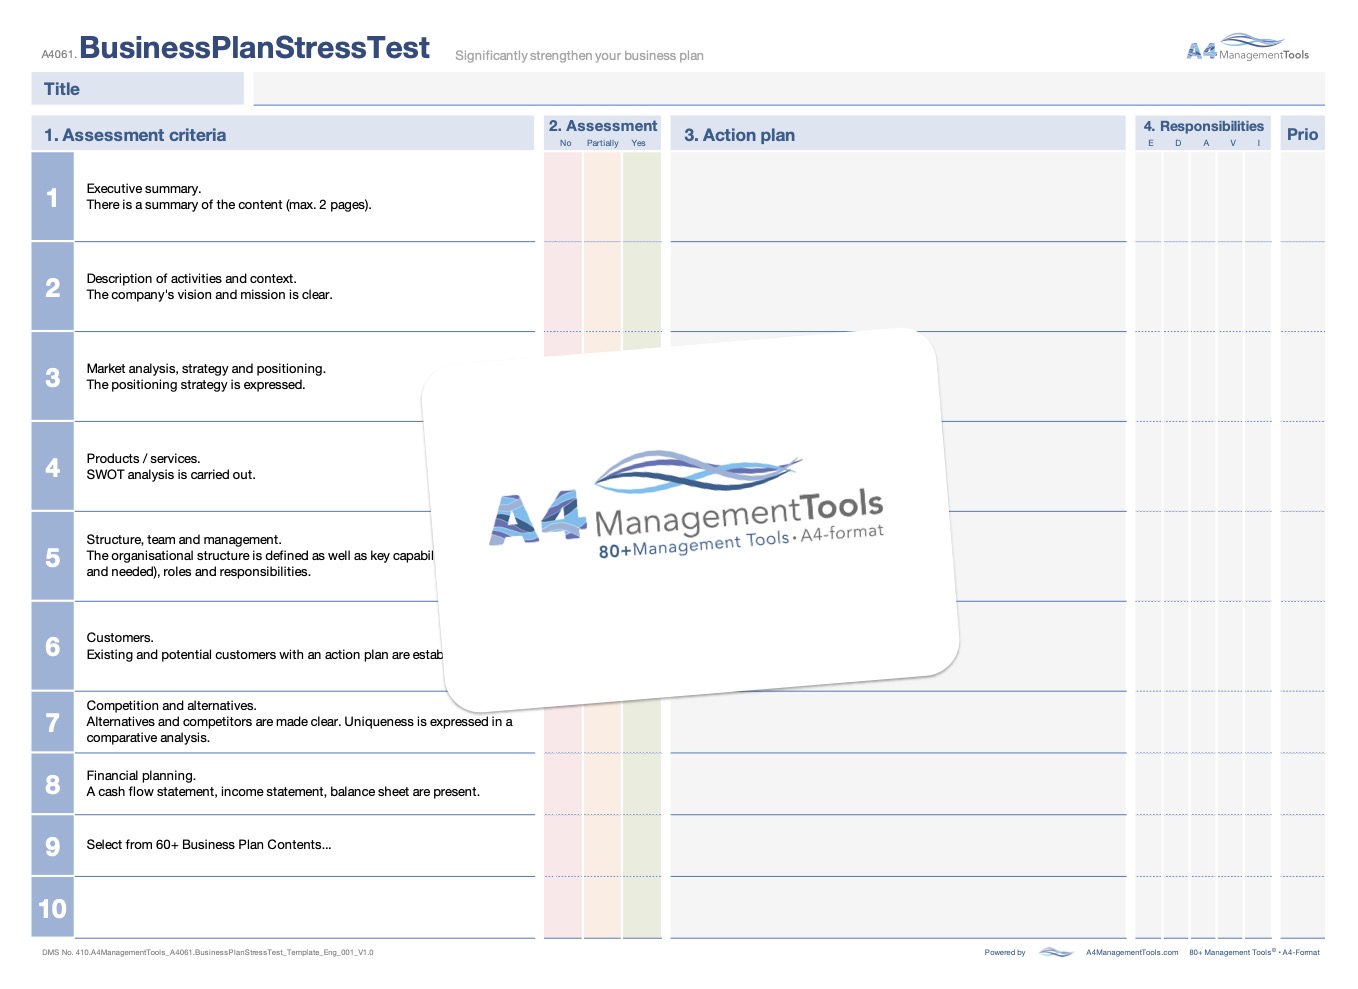 A4061. BusinessPlanStressTest Significantly strengthen your business plan
A4 ManagementTools
Title
1. Assessment criteria
2. Assessment
No Partially Yes
3. Action plan
4. Responsibilities
E D A V I
Prio
1
Executive summary.
There is a summary of the content (max. 2 pages).
2
Description of activities and context.
The company's vision and mission is clear.
3
Market analysis, strategy and positioning.
The positioning strategy is expressed.
4
Products / services.
SWOT analysis is carried out.
5
Structure, team and management.
The organisational structure is defined as well as key
and needed), roles and responsibilities.
6
Customers.
Existing and potential customers with an action plan are
7
Competition and alternatives.
Alternatives and competitors are made clear. Uniqueness is expressed in a
comparative analysis.
8
Financial planning.
A cash flow statement, income statement, balance sheet are present.
9
Select from 60+ Business Plan Contents...
10
A4 ManagementTools
80+Management Tools • A4-format
DMS No. 410.A4ManagementTools_A4061.BusinessPlanStressTest_Template_Eng_001_V1.0
Powered by A4ManagementTools.com 80+ Management Tools® • A4-Format